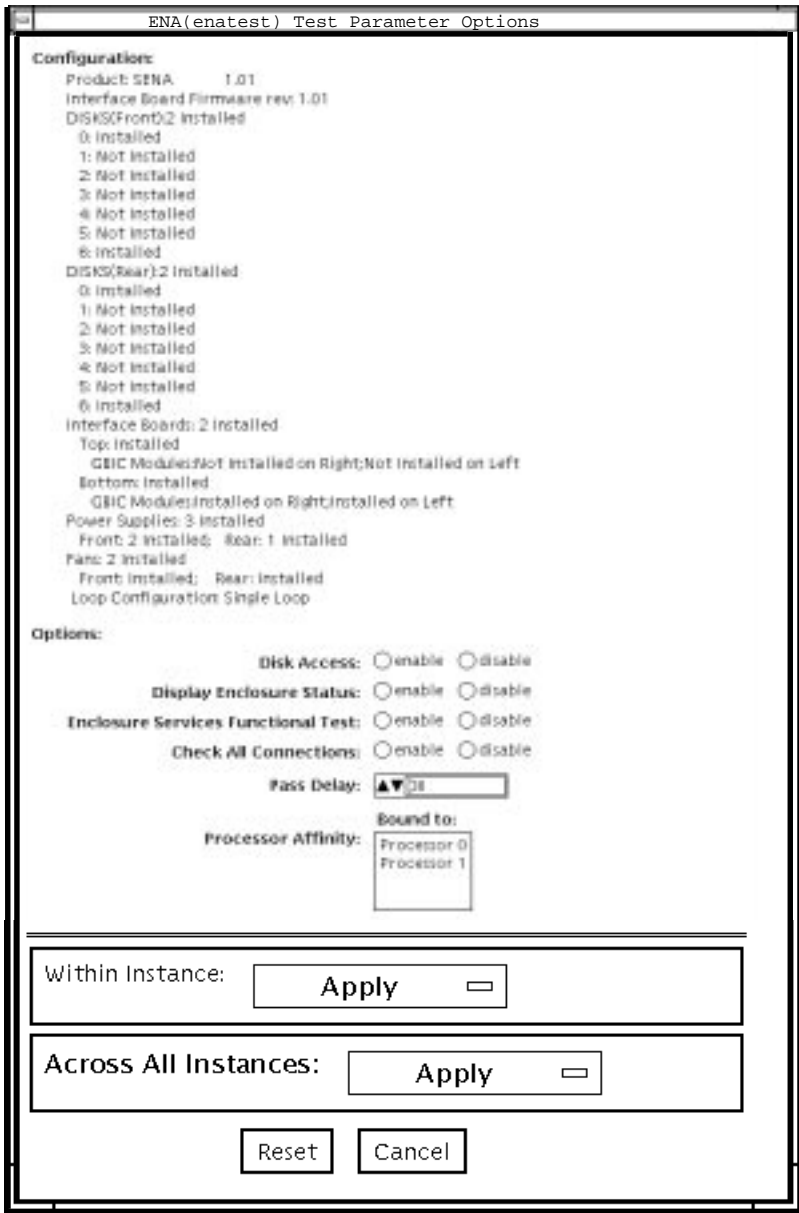 ENA(enatest) Test Parameter Options
Configuration:
Product: SENA 1.01
Interface Board Firmware rev: 1.01
DISKS(Front):2 Installed
0: Installed
1: Not Installed
2: Not Installed
3: Not Installed
4: Not Installed
5: Not Installed
6: Installed
DISKS(Rear):2 Installed
0: Installed
1: Not Installed
2: Not Installed
3: Not Installed
4: Not Installed
5: Not Installed
6: Installed
Interface Boards: 2 Installed
Top: Installed
GBIC Modules:Not Installed on Right;Not Installed on Left
Bottom: Installed
GBIC Modules:Installed on Right;Installed on Left
Power Supplies: 3 Installed
Front: 2 Installed; Rear: 1 Installed
Fans: 2 Installed
Front: Installed; Rear: Installed
Loop Configuration: Single Loop
Options:
Disk Access: enable disable
Display Enclosure Status: enable disable
Enclosure Services Functional Test: enable disable
Check All Connections: enable disable
Pass Delay:
Bound to:
Processor Affinity:
Processor 0
Processor 1
Within Instance: Apply
Across All Instances: Apply
Reset Cancel